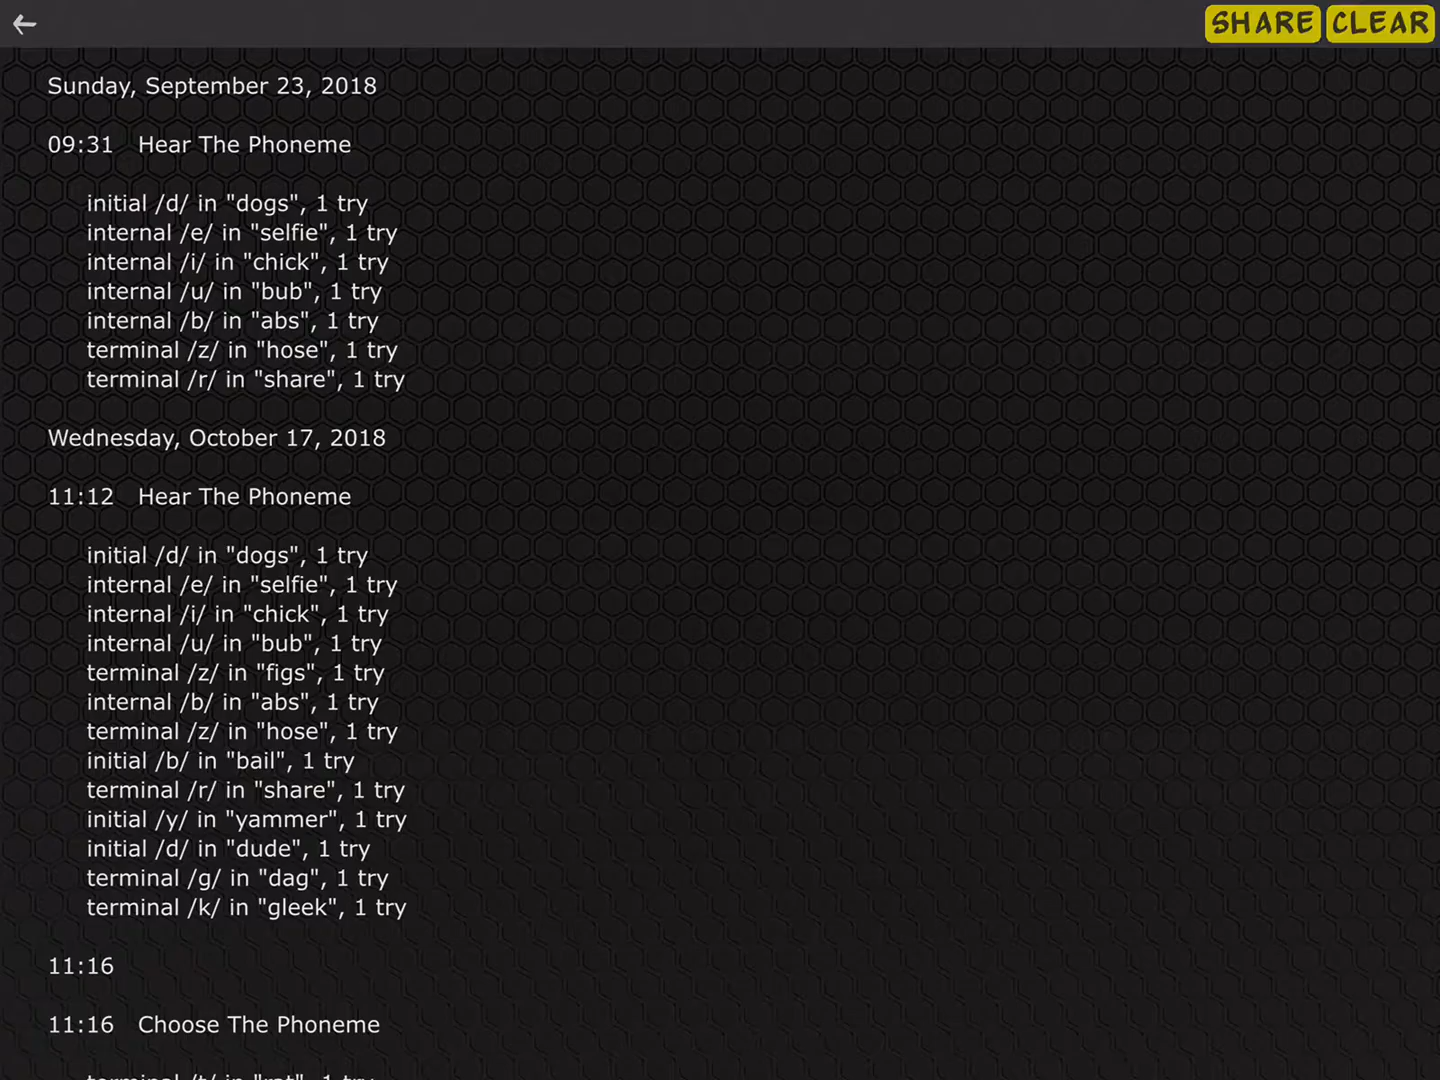 SHARE CLEAR
Sunday, September 23, 2018
09:31 Hear The Phoneme
initial /d/ in "dogs", 1 try
internal /e/ in "selfie", 1 try
internal /i/ in "chick", 1 try
internal /u/ in "bub", 1 try
internal /b/ in "abs", 1 try
terminal /z/ in "hose", 1 try
terminal /r/ in "share", 1 try
Wednesday, October 17, 2018
11:12 Hear The Phoneme
initial /d/ in "dogs", 1 try
internal /e/ in "selfie", 1 try
internal /i/ in "chick", 1 try
internal /u/ in "bub", 1 try
terminal /z/ in "figs", 1 try
internal /b/ in "abs", 1 try
terminal /z/ in "hose", 1 try
initial /b/ in "bail", 1 try
terminal /r/ in "share", 1 try
initial /y/ in "yammer", 1 try
initial /d/ in "dude", 1 try
terminal /g/ in "dag", 1 try
terminal /k/ in "gleek", 1 try
11:16
11:16 Choose The Phoneme
terminal /t/ in "rat", 1 try